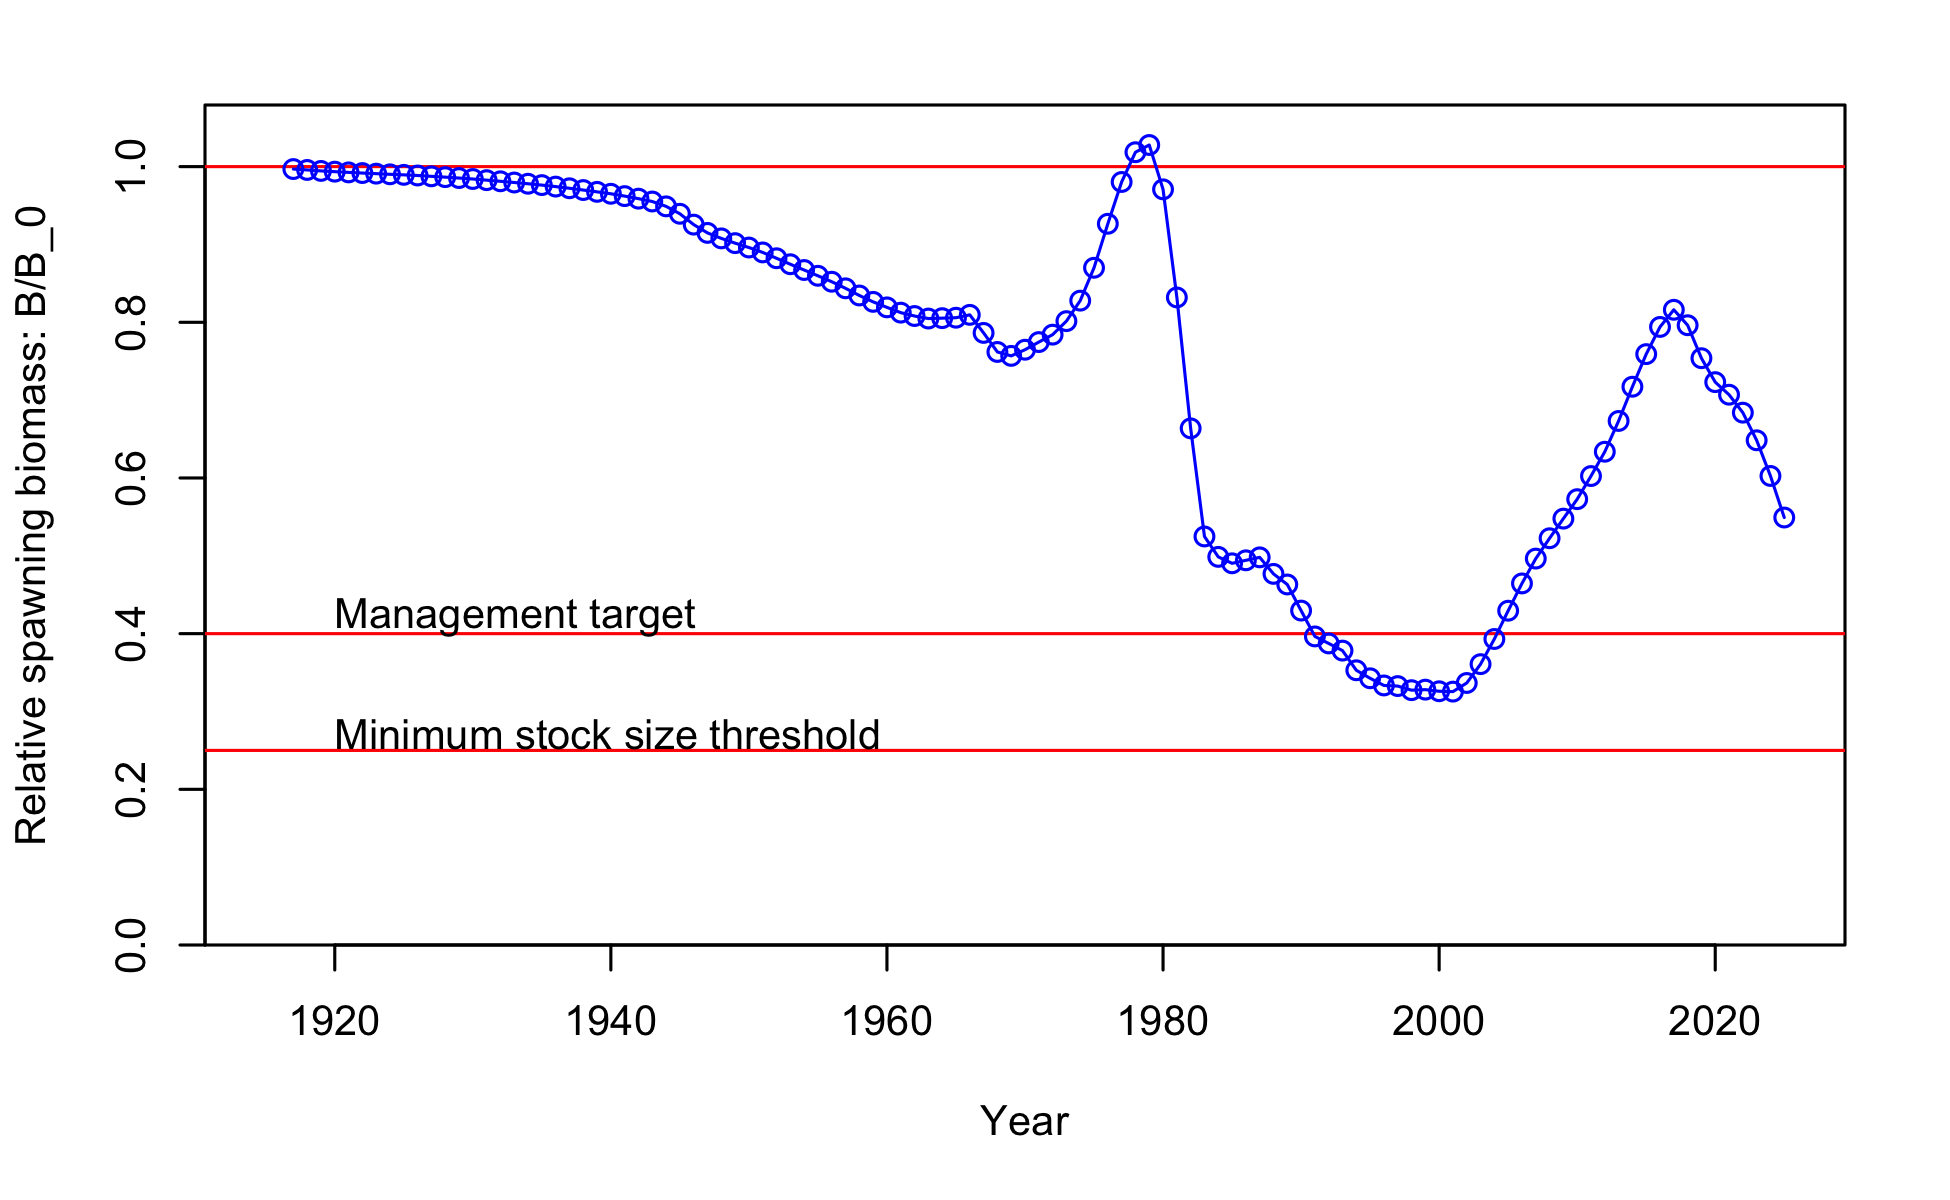 Relative spawning biomass: B/B_0
1.0
0.8
0.6
0.4
0.2
0.0
Management target
Minimum stock size threshold
1920 1940 1960 1980 2000 2020
Year